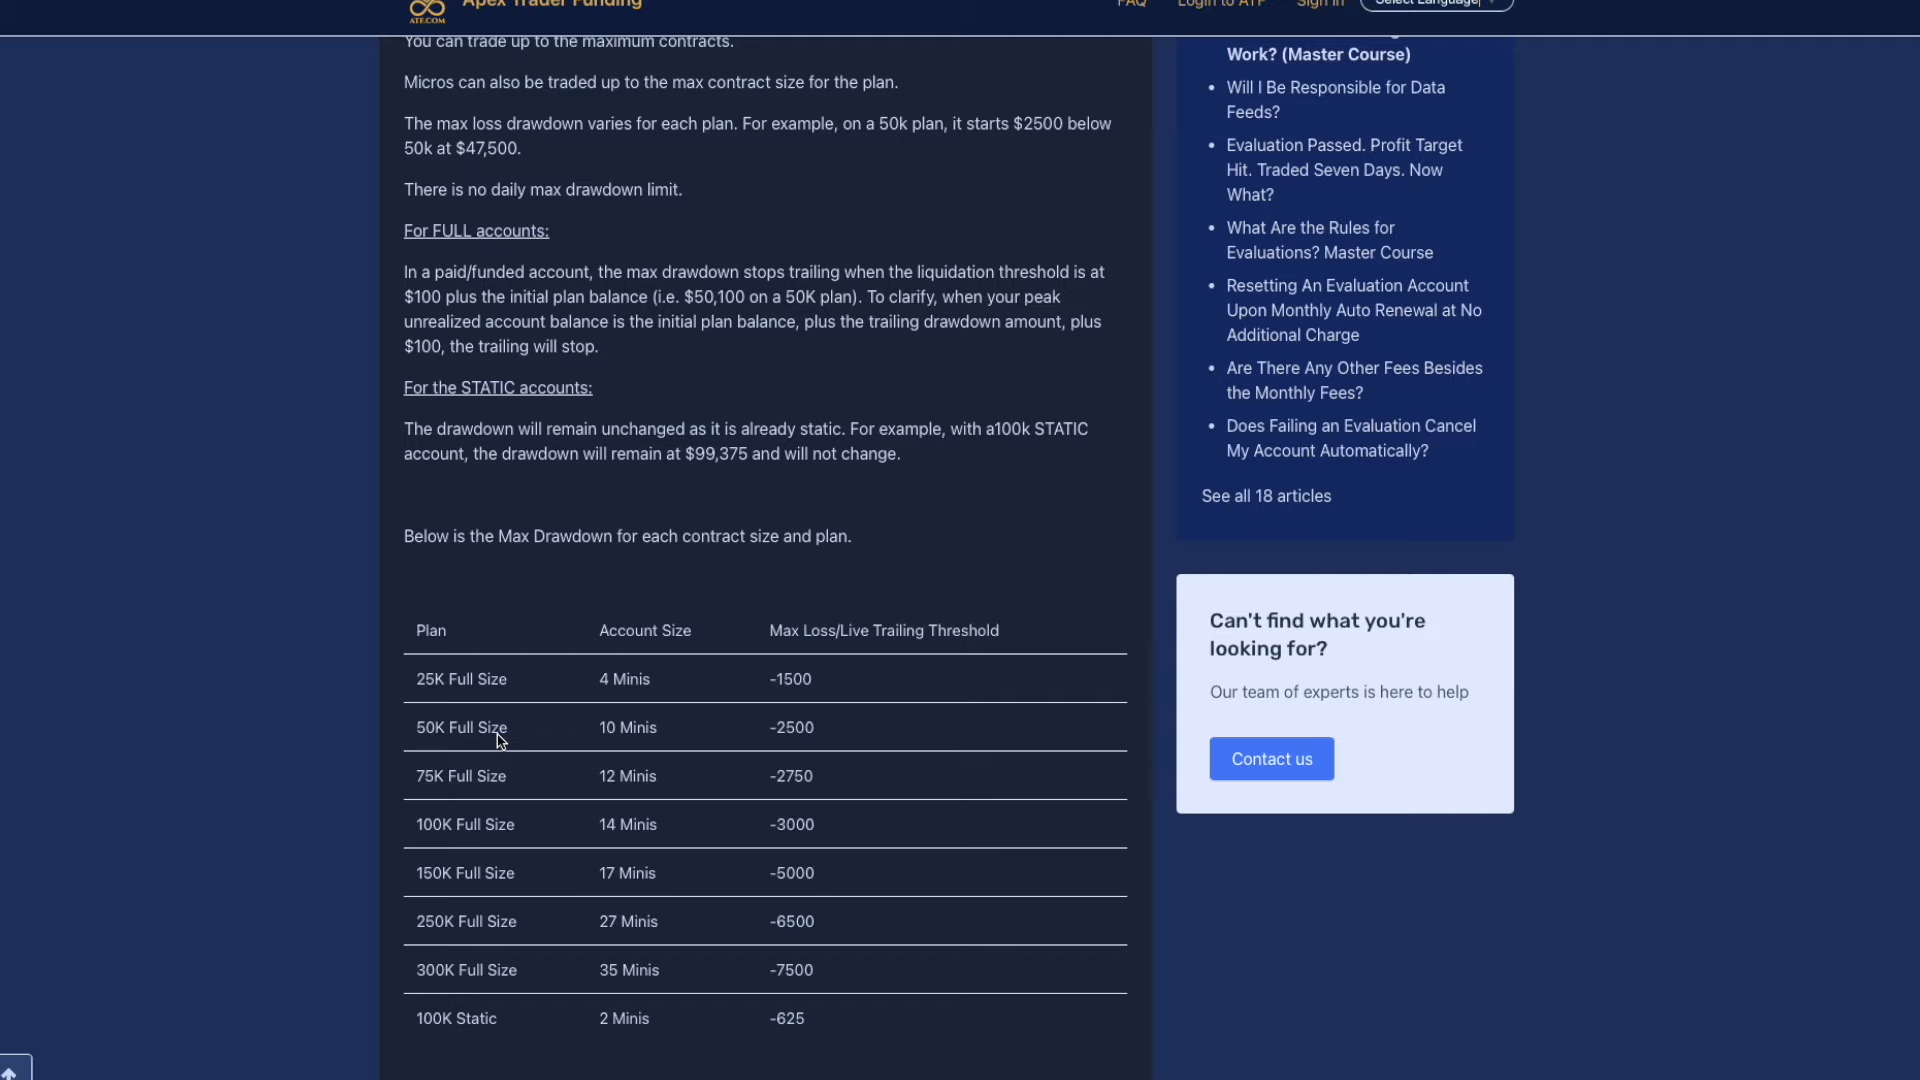 ATF.COM
Apex Trader Funding
FAQ
Login to ATF
Sign in
Select Language
You can trade up to the maximum contracts.
Micros can also be traded up to the max contract size for the plan.
The max loss drawdown varies for each plan. For example, on a 50k plan, it starts $2500 below
50k at $47,500.
There is no daily max drawdown limit.
For FULL accounts:
In a paid/funded account, the max drawdown stops trailing when the liquidation threshold is at
$100 plus the initial plan balance (i.e. $50,100 on a 50K plan). To clarify, when your peak
unrealized account balance is the initial plan balance, plus the trailing drawdown amount, plus
$100, the trailing will stop.
For the STATIC accounts:
The drawdown will remain unchanged as it is already static. For example, with a100k STATIC
account, the drawdown will remain at $99,375 and will not change.
Below is the Max Drawdown for each contract size and plan.
Plan Account Size Max Loss/Live Trailing Threshold
25K Full Size 4 Minis -1500
50K Full Size 10 Minis -2500
75K Full Size 12 Minis -2750
100K Full Size 14 Minis -3000
150K Full Size 17 Minis -5000
250K Full Size 27 Minis -6500
300K Full Size 35 Minis -7500
100K Static 2 Minis -625
Work? (Master Course)
• Will I Be Responsible for Data
Feeds?
• Evaluation Passed. Profit Target
Hit. Traded Seven Days. Now
What?
• What Are the Rules for
Evaluations? Master Course
• Resetting An Evaluation Account
Upon Monthly Auto Renewal at No
Additional Charge
• Are There Any Other Fees Besides
the Monthly Fees?
• Does Failing an Evaluation Cancel
My Account Automatically?
See all 18 articles
Can't find what you're
looking for?
Our team of experts is here to help
Contact us